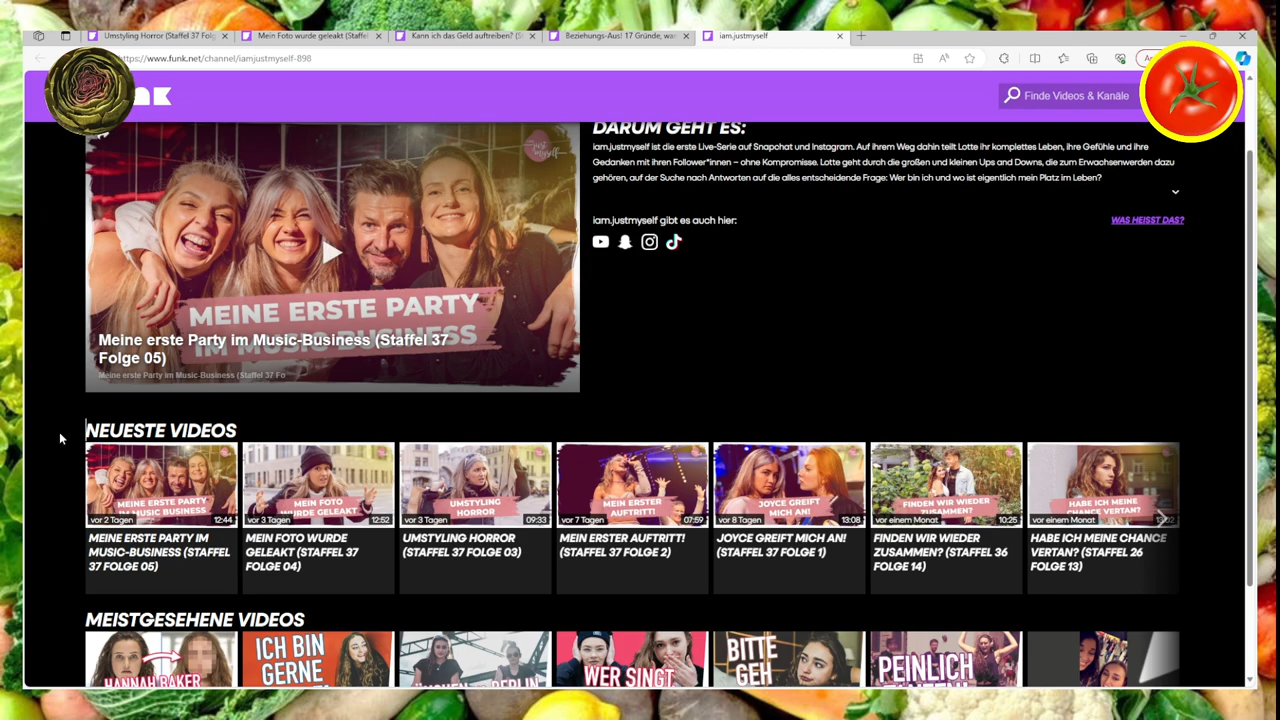 Umstyling Horror (Staffel 37 Folg
Mein Foto wurde geleakt (Staffel
Kann ich das Geld auftreiben? (S
Beziehungs-Aus! 17 Gründe, wa
iam.justmyself
https://www.funk.net/channel/iamjustmyself-898
Finde Videos & Kanäle
DARUM GEHT ES:
iam.justmyself ist die erste Live-Serie auf Snapchat und Instagram. Auf ihrem Weg dahin teilt Lotte ihr komplettes Leben, ihre Gefühle und ihre
Gedanken mit ihren Follower*innen – ohne Kompromisse. Lotte geht durch die großen und kleinen Ups and Downs, die zum Erwachsenwerden dazu
gehören, auf der Suche nach Antworten auf die alles entscheidende Frage: Wer bin ich und wo ist eigentlich mein Platz im Leben?
iam.justmyself gibt es auch hier:
WAS HEISST DAS?
just
myself
MEINE ERSTE PARTY
IM MUSIC-BUSINESS
Meine erste Party im Music-Business (Staffel 37
Folge 05)
Meine erste Party im Music-Business (Staffel 37 Fo
NEUESTE VIDEOS
MEINE ERSTE PARTY
IM MUSIC BUSINESS
vor 2 Tagen
12:44
MEINE ERSTE PARTY IM
MUSIC-BUSINESS (STAFFEL
37 FOLGE 05)
MEIN FOTO
WURDE GELEAKT
vor 3 Tagen
12:52
MEIN FOTO WURDE
GELEAKT (STAFFEL 37
FOLGE 04)
UMSTYLING
HORROR
vor 3 Tagen
09:33
UMSTYLING HORROR
(STAFFEL 37 FOLGE 03)
MEIN ERSTER
AUFTRITT!
vor 7 Tagen
07:59
MEIN ERSTER AUFTRITT!
(STAFFEL 37 FOLGE 2)
JOYCE GREIFT
MICH AN!
vor 8 Tagen
13:08
JOYCE GREIFT MICH AN!
(STAFFEL 37 FOLGE 1)
FINDEN WIR WIEDER
ZUSAMMEN?
vor einem Monat
10:25
FINDEN WIR WIEDER
ZUSAMMEN? (STAFFEL 36
FOLGE 14)
HABE ICH MEINE
CHANCE VERTAN?
vor einem Monat
HABE ICH MEINE CHANCE
VERTAN? (STAFFEL 26
FOLGE 13)
MEISTGESEHENE VIDEOS
HANNAH BAKER
ICH BIN
GERNE
WER SINGT
BITTE
GEH
PEINLICH